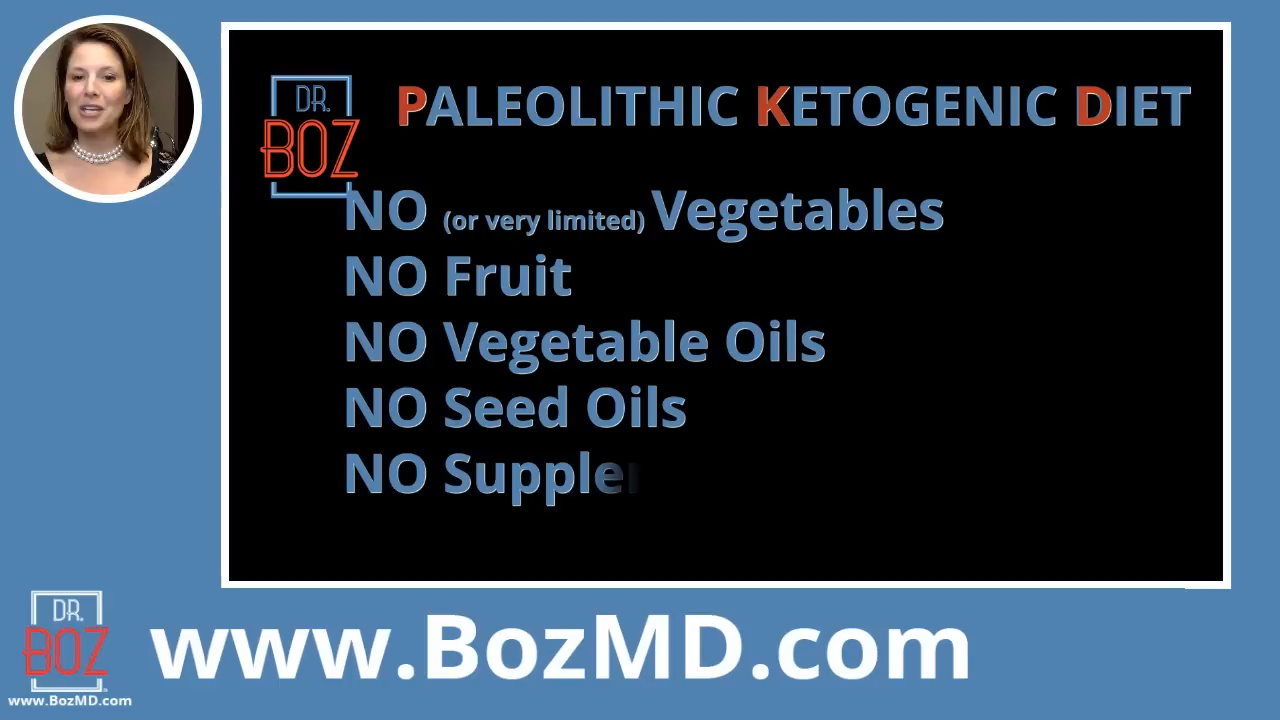 DR.
BOZ
PALEOLITHIC KETOGENIC DIET
NO (or very limited) Vegetables
NO Fruit
NO Vegetable Oils
NO Seed Oils
NO Supple
DR.
BOZ
www.BozMD.com
www.BozMD.com